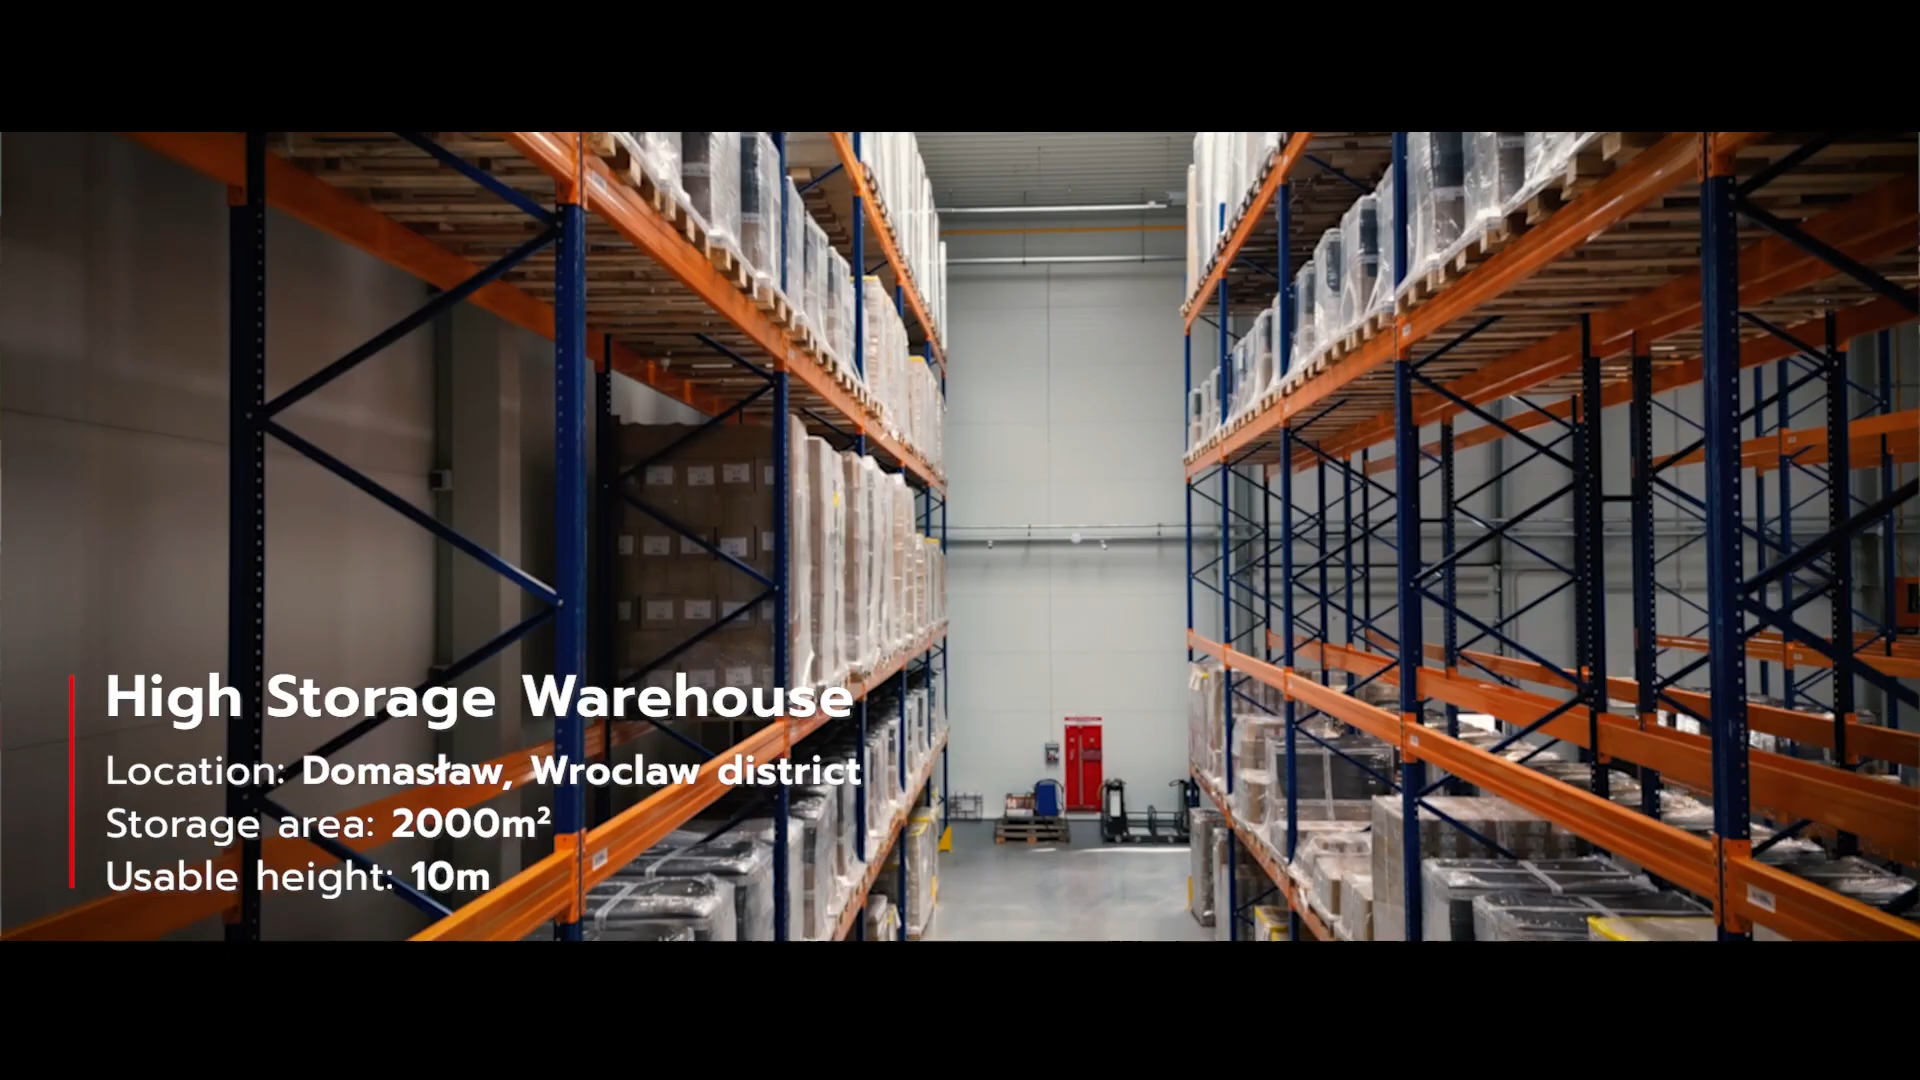 High Storage Warehouse
Location: Domasław, Wroclaw district
Storage area: 2000m²
Usable height: 10m